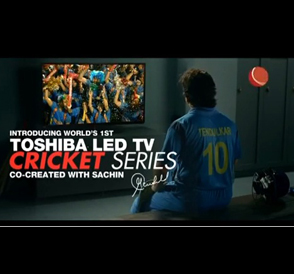 TENDULKAR
10
INTRODUCING WORLD'S 1ST
TOSHIBA LED TV
CRICKET SERIES
CO-CREATED WITH SACHIN